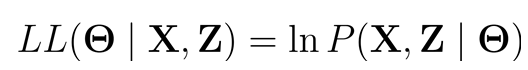 LL(Θ | X, Z) = ln P(X, Z | Θ)